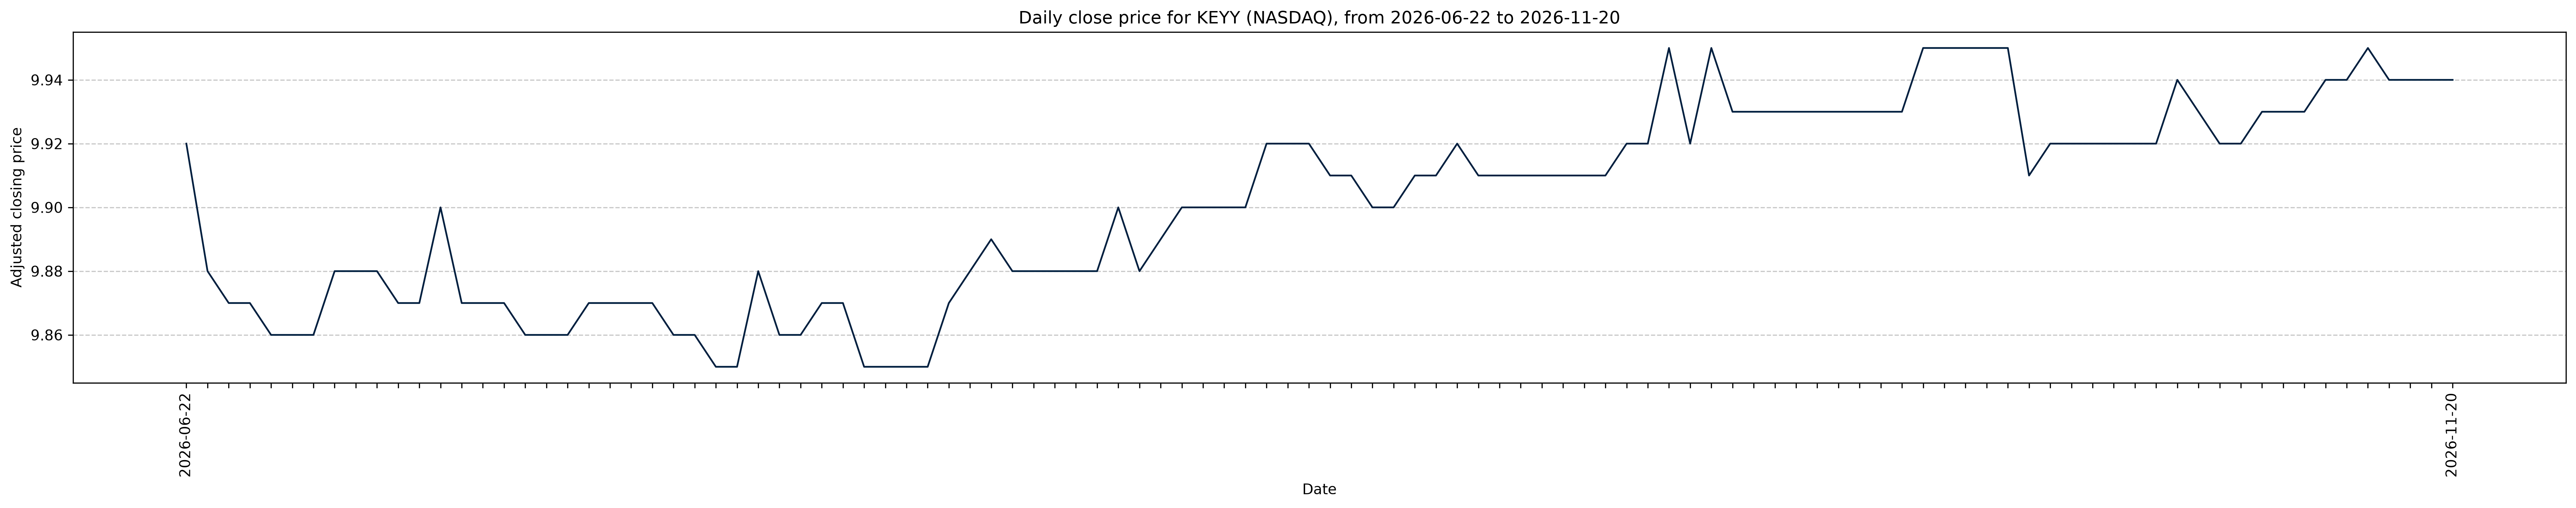 Daily close price for KEYY (NASDAQ), from 2026-06-22 to 2026-11-20
Adjusted closing price
9.94
9.92
9.90
9.88
9.86
2026-06-22
2026-11-20
Date